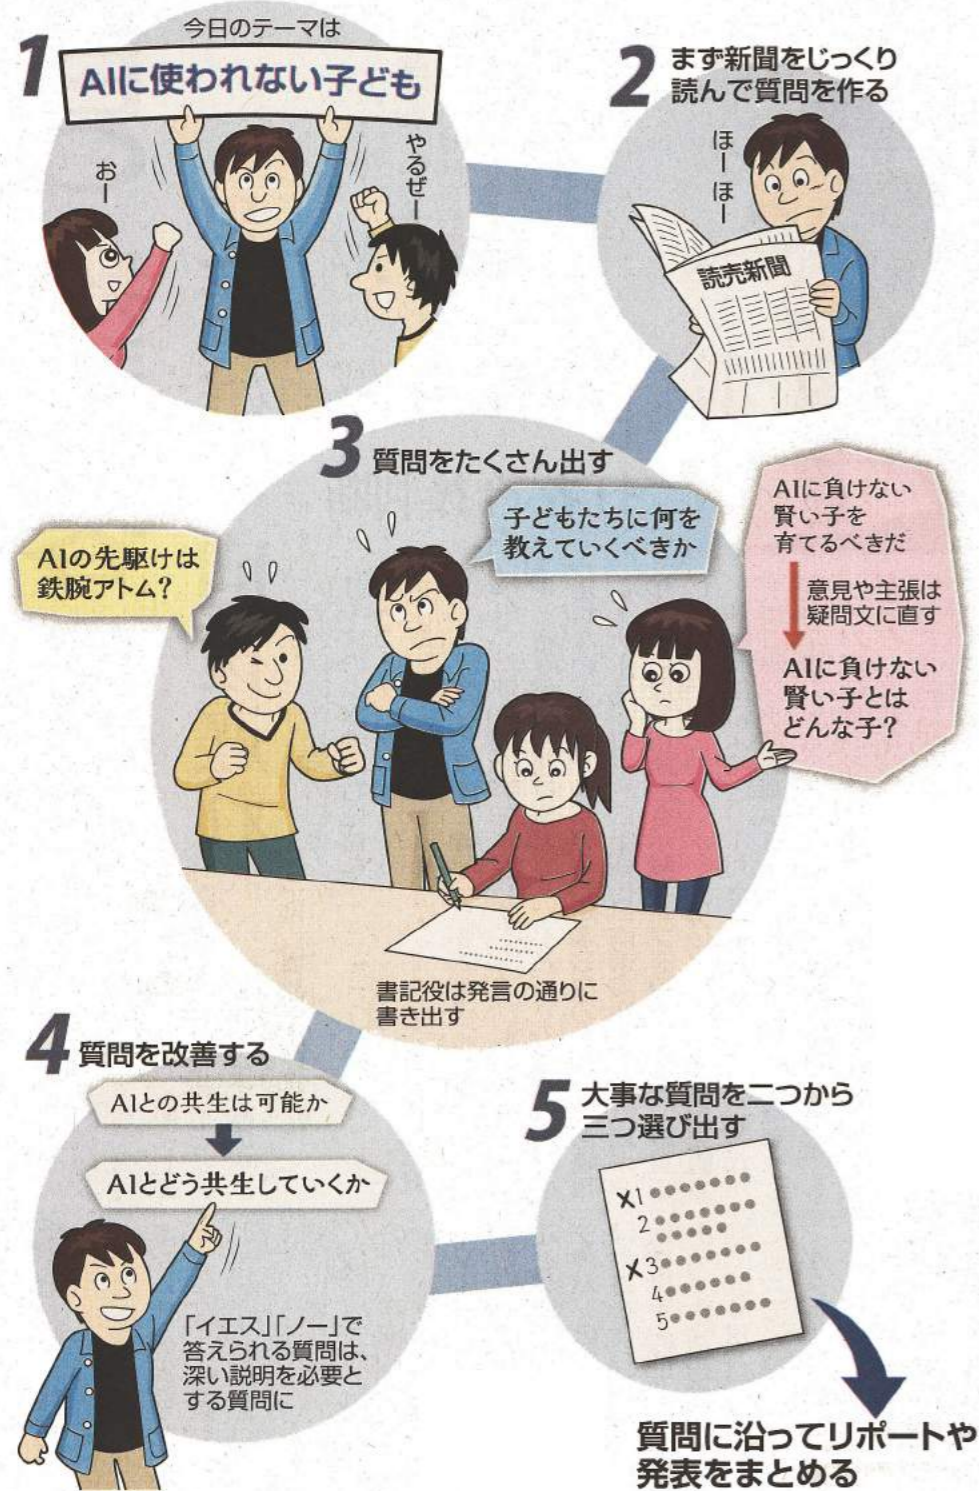 1
今日のテーマは
AIに使われない子ども
おー
やるぜー
2
まず新聞をじっくり
読んで質問を作る
ほー ほー
読売新聞
3
質問をたくさん出す
AIの先駆けは
鉄腕アトム?
子どもたちに何を
教えていくべきか
AIに負けない
賢い子を
育てるべきだ
意見や主張は
疑問文に直す
AIに負けない
賢い子とは
どんな子?
書記役は発言の通りに
書き出す
4
質問を改善する
AIとの共生は可能か
AIとどう共生していくか
「イエス」「ノー」で
答えられる質問は、
深い説明を必要と
する質問に
5
大事な質問を二つから
三つ選び出す
×1
2
×3
4
5
質問に沿ってリポートや
発表をまとめる